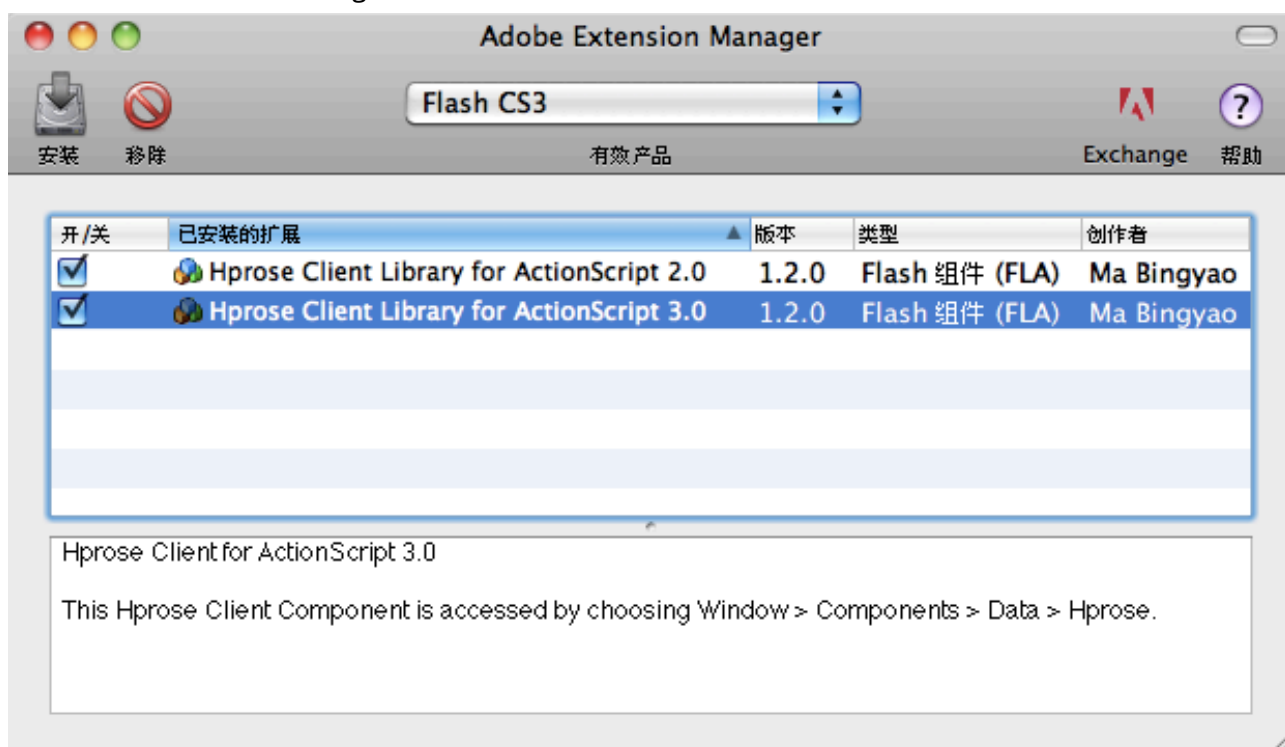 Adobe Extension Manager
Flash CS3
?
安装 移除 有效产品 Exchange 帮助
开/关 已安装的扩展 版本 类型 创作者
Hprose Client Library for ActionScript 2.0 1.2.0 Flash 组件 (FLA) Ma Bingyao
Hprose Client Library for ActionScript 3.0 1.2.0 Flash 组件 (FLA) Ma Bingyao
Hprose Client for ActionScript 3.0
This Hprose Client Component is accessed by choosing Window > Components > Data > Hprose.